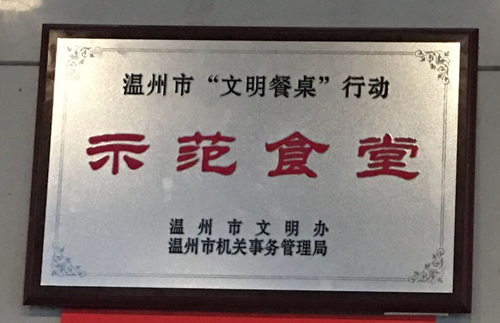 温州市“文明餐桌”行动
示范食堂
温州市文明办
温州市机关事务管理局